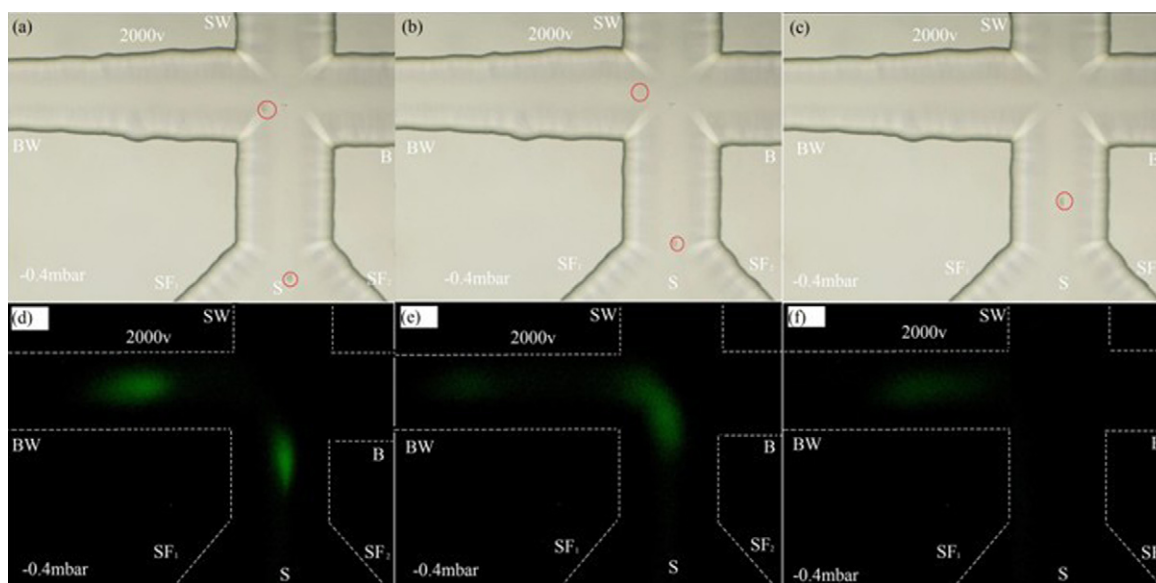 (a)
SW
2000v
BW
B
-0.4mbar
SF₁
S
SF₂
(b)
SW
2000v
BW
B
-0.4mbar
SF₁
S
SF₂
(c)
SW
2000v
BW
-0.4mbar
SF₁
S
SF
(d)
SW
2000v
BW
B
-0.4mbar
SF₁
S
SF₂
(e)
SW
2000v
BW
B
-0.4mbar
SF₁
S
SF₂
(f)
SW
2000v
BW
-0.4mbar
SF₁
S
SF